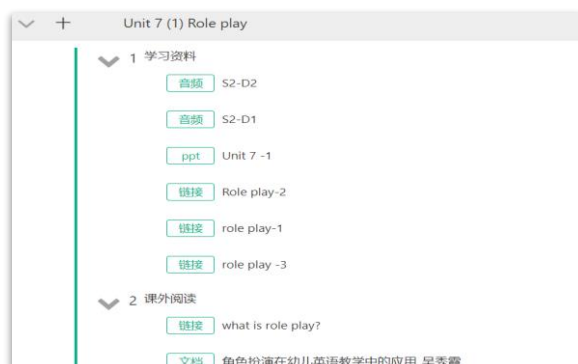 Unit 7 (1) Role play
1 学习资料
音频 S2-D2
音频 S2-D1
ppt Unit 7 -1
链接 Role play-2
链接 role play-1
链接 role play -3
2 课外阅读
链接 what is role play?
文档 角色扮演在幼儿英语教学中的应用